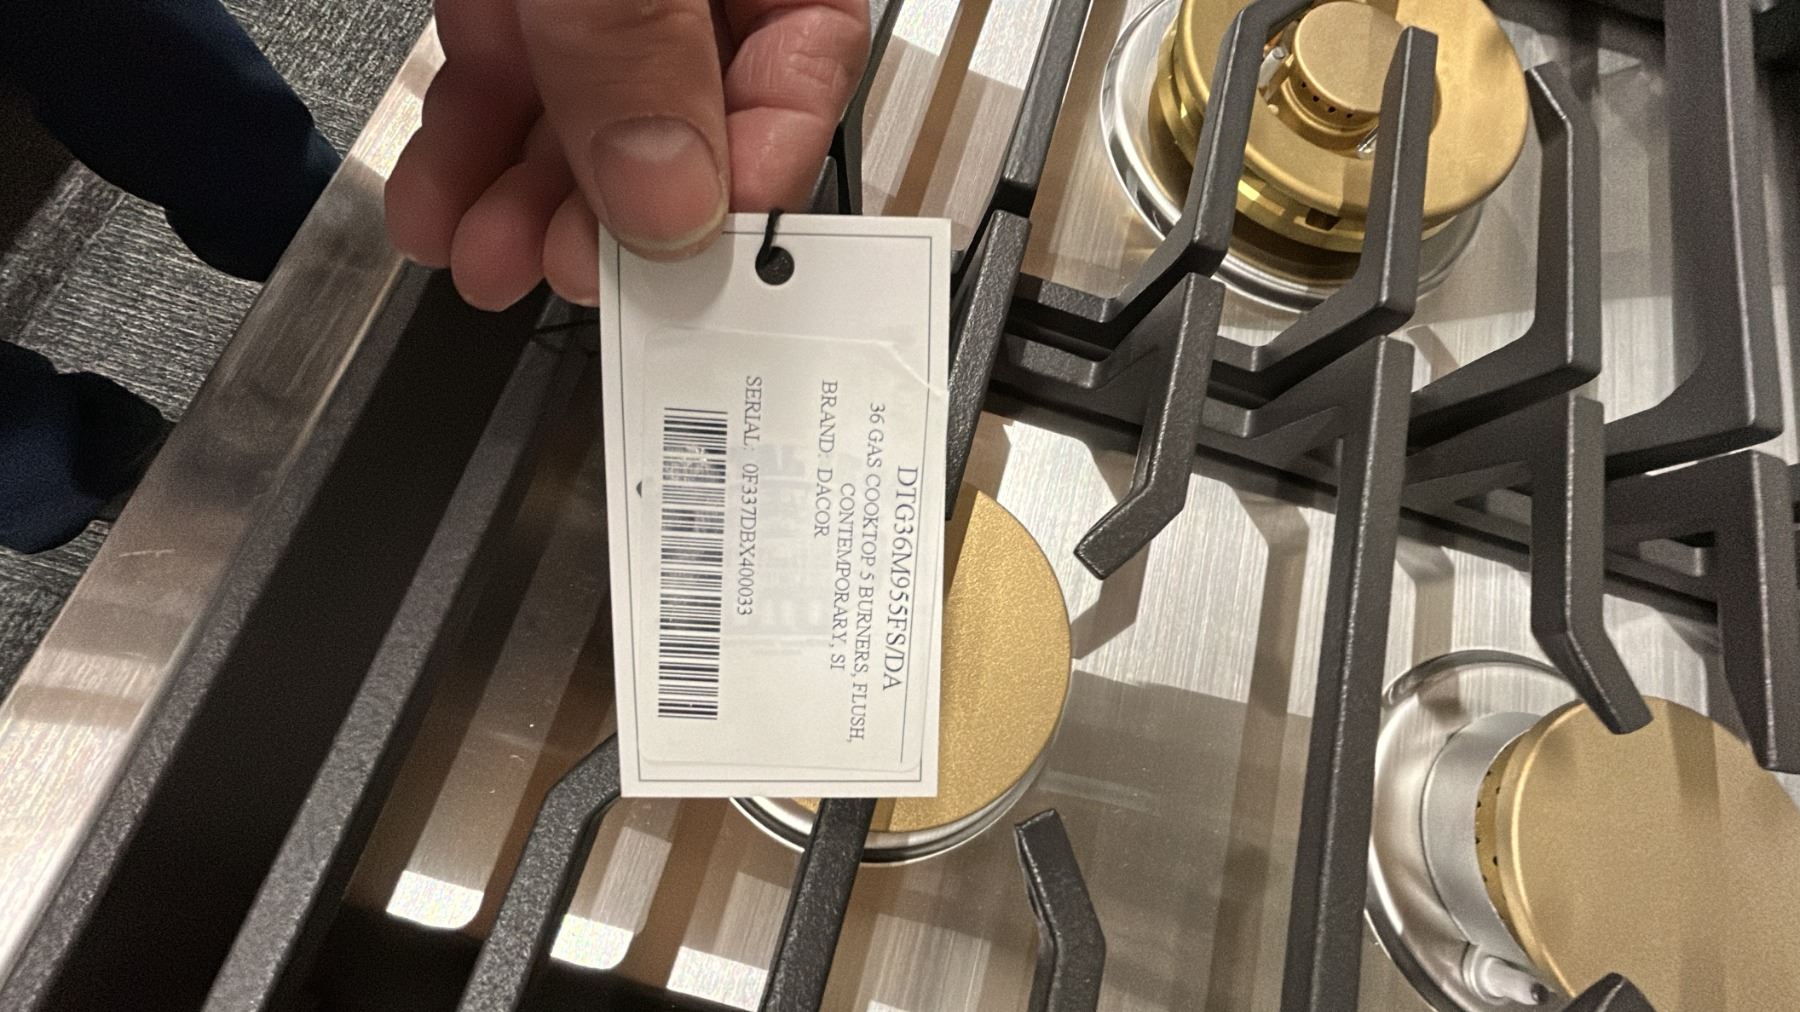 DTG36M955FS/DA
36 GAS COOKTOP 5 BURNERS, FLUSH,
CONTEMPORARY, SI
BRAND: DACOR
SERIAL: 0F337DBX400033